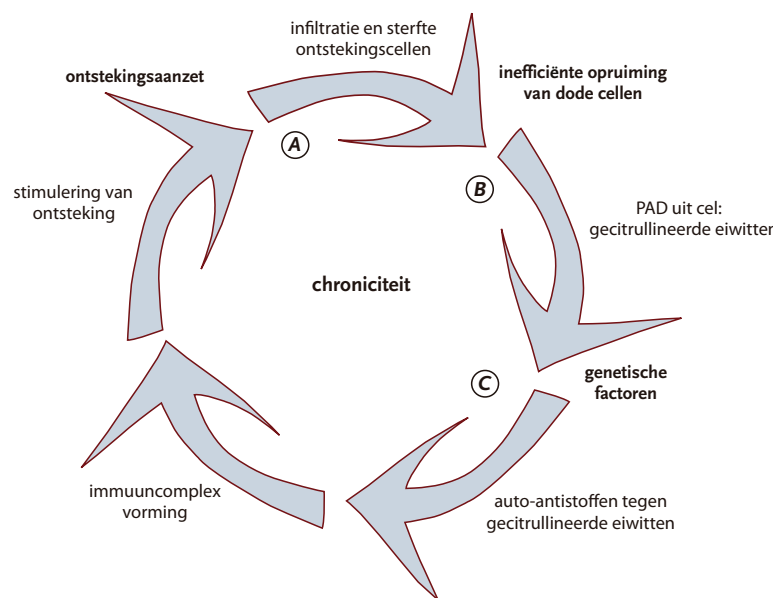 infiltratie en sterfte
ontstekingscellen
ontstekingsaanzet
inefficiënte opruiming
van dode cellen
A
B
stimulering van
ontsteking
PAD uit cel:
gecitrullineerde eiwitten
chroniciteit
C
genetische
factoren
immuuncomplex
vorming
auto-antistoffen tegen
gecitrullineerde eiwitten